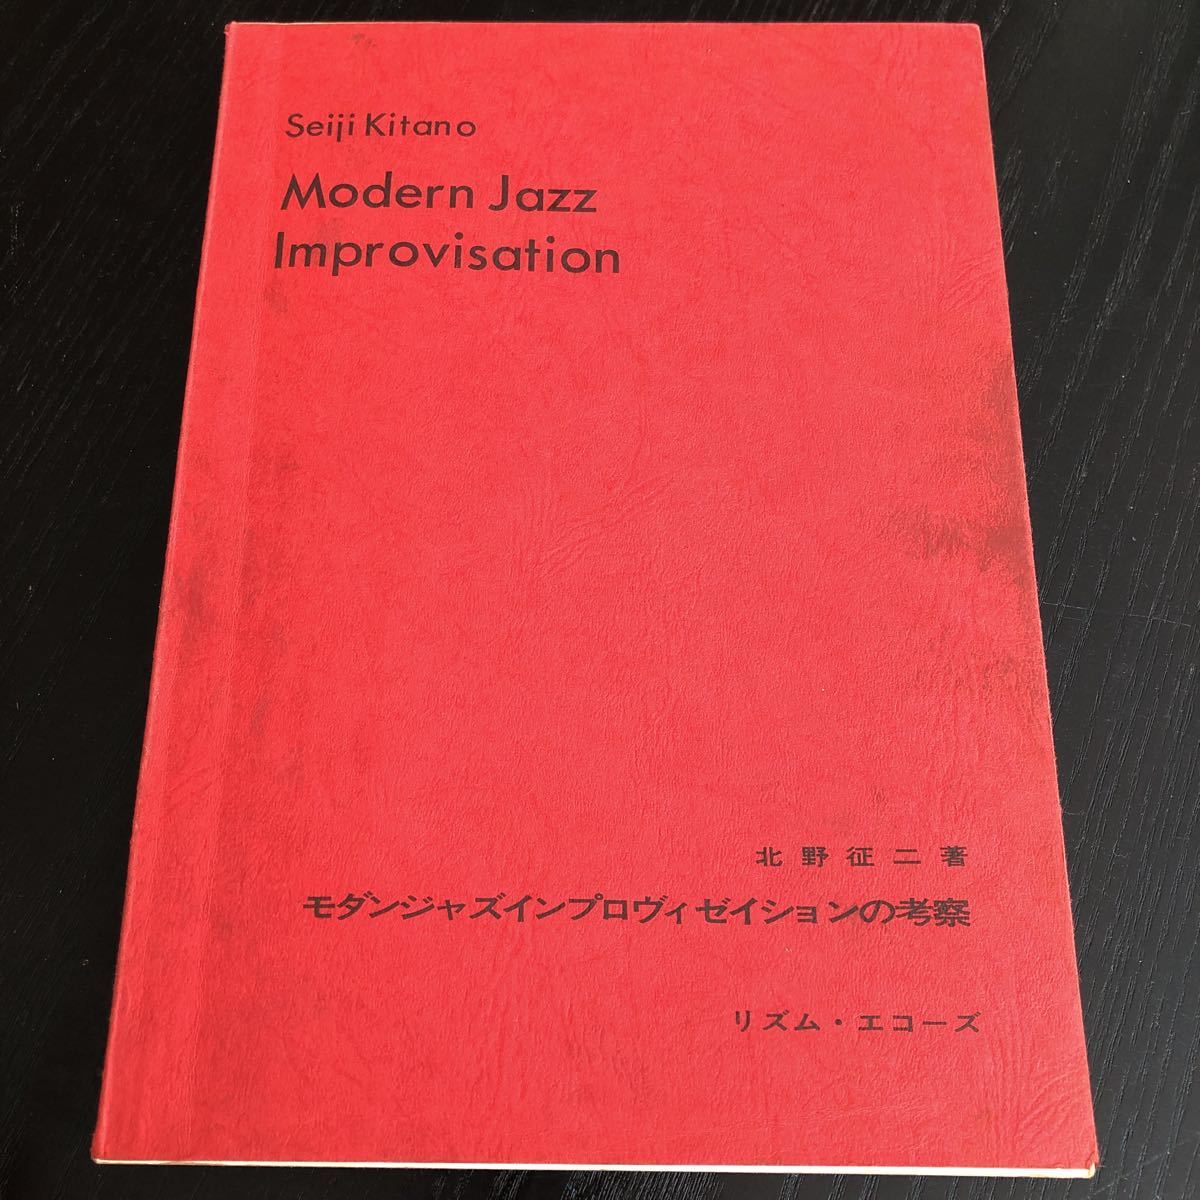 Seiji Kitano
Modern Jazz
Improvisation
北野征二著
モダンジャズインプロヴィゼイションの考察
リズム・エコーズ